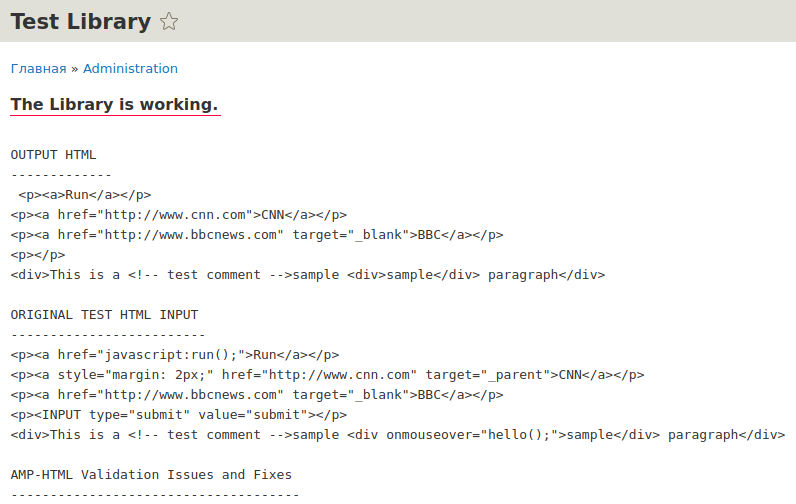 Test Library
Главная » Administration
The Library is working.
OUTPUT HTML
-------------
 <p><a>Run</a></p>
<p><a href="http://www.cnn.com">CNN</a></p>
<p><a href="http://www.bbcnews.com" target="_blank">BBC</a></p>
<p></p>
<div>This is a <!-- test comment -->sample <div>sample</div> paragraph</div>
ORIGINAL TEST HTML INPUT
-------------------------
<p><a href="javascript:run();">Run</a></p>
<p><a style="margin: 2px;" href="http://www.cnn.com" target="_parent">CNN</a></p>
<p><a href="http://www.bbcnews.com" target="_blank">BBC</a></p>
<p><INPUT type="submit" value="submit"></p>
<div>This is a <!-- test comment -->sample <div onmouseover="hello();">sample</div> paragraph</div>
AMP-HTML Validation Issues and Fixes
-------------------------------------